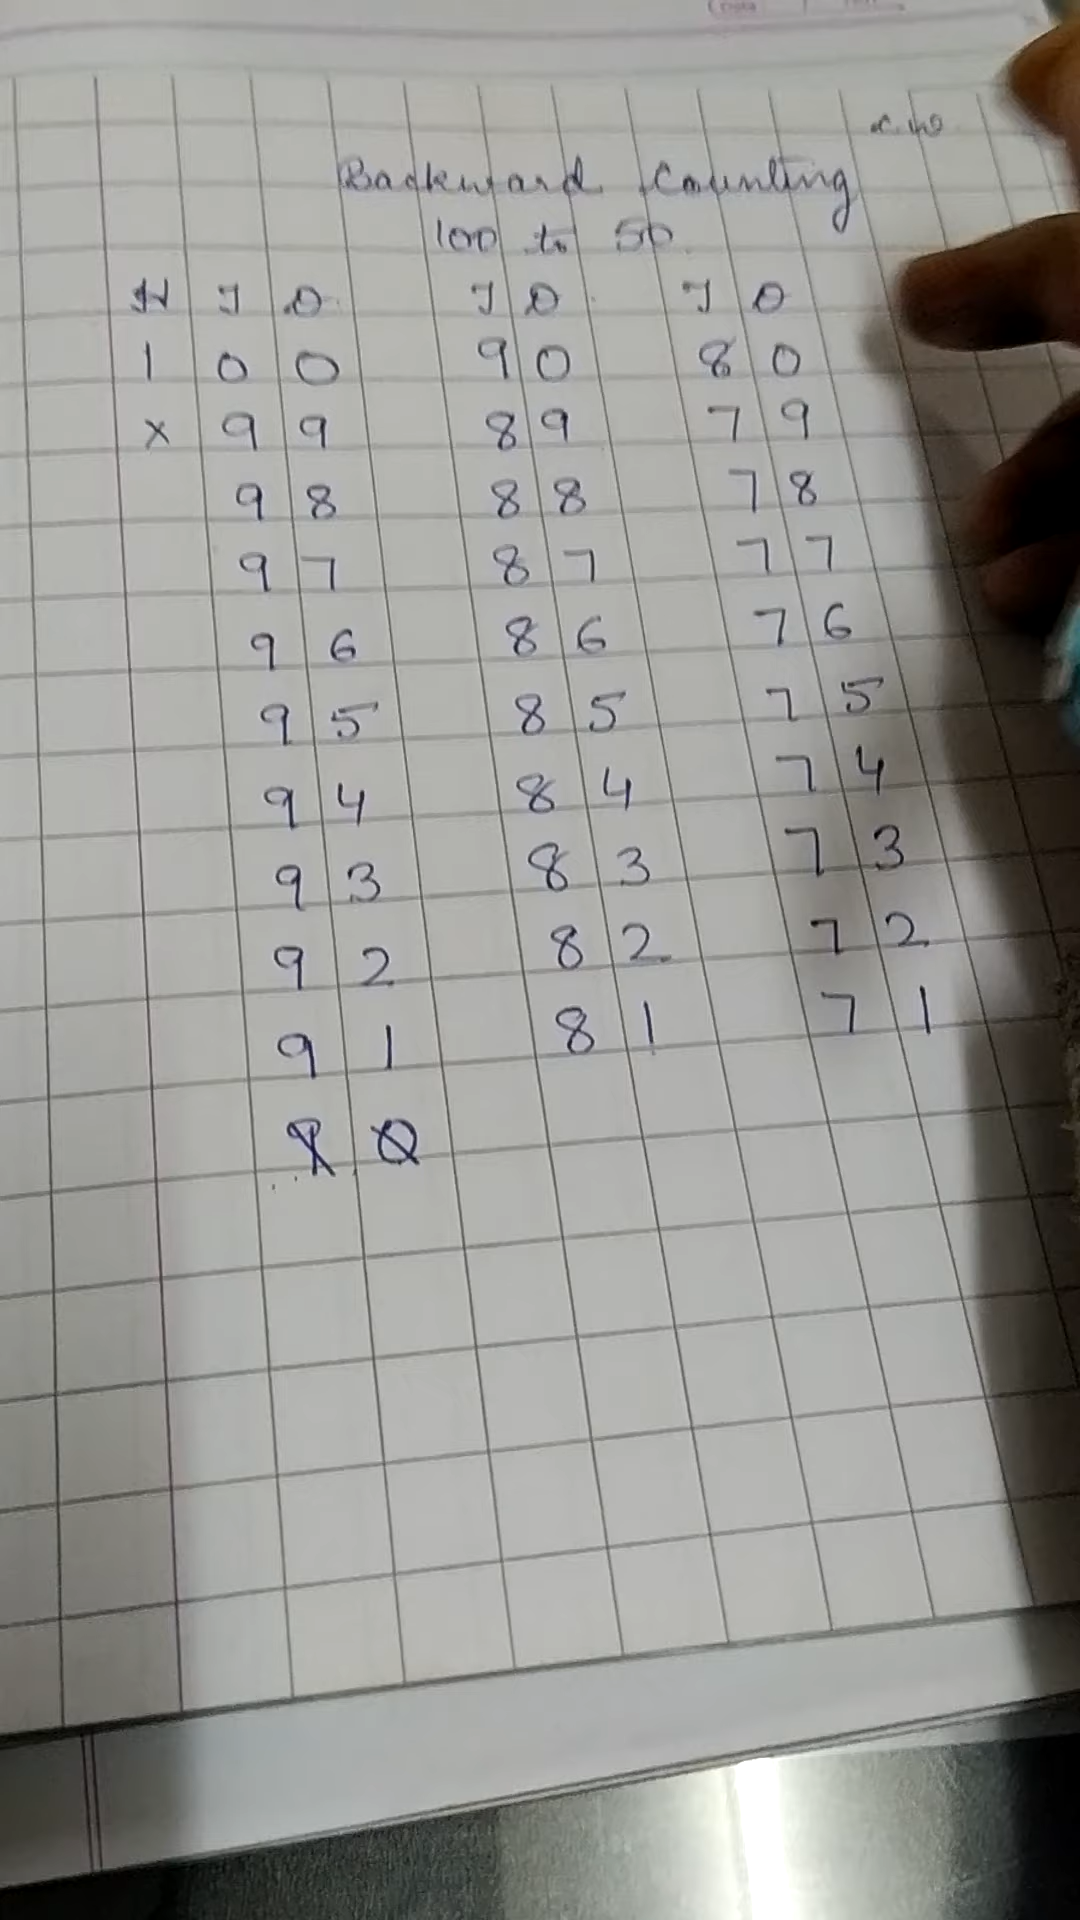 c.w
Backward Counting
100 to 50.
H T O T O T O
1 0 0 9 0 8 0
x 9 9 8 9 7 9
9 8 8 8 7 8
9 7 8 7 7 7
9 6 8 6 7 6
9 5 8 5 7 5
9 4 8 4 7 4
9 3 8 3 7 3
9 2 8 2 7 2
9 1 8 1 7 1
9 0